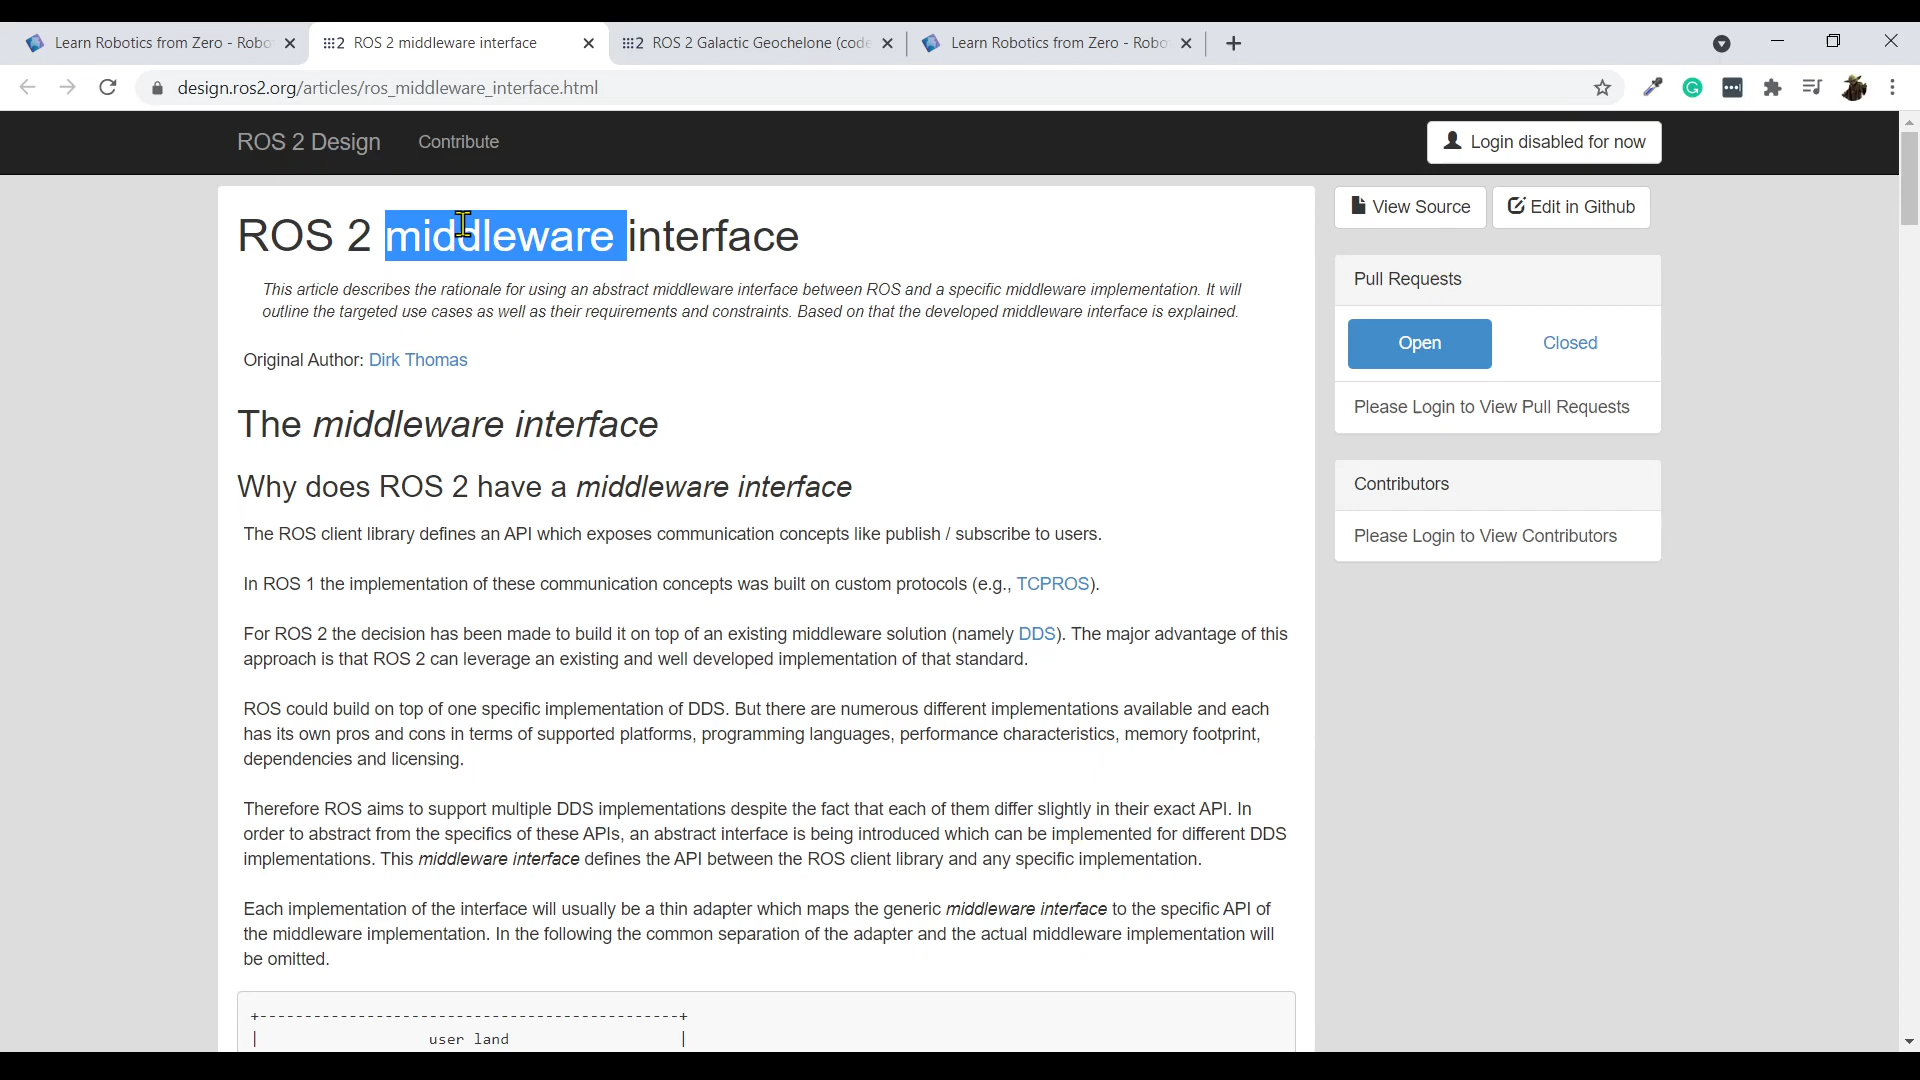 Learn Robotics from Zero - Robo
ROS 2 middleware interface
ROS 2 Galactic Geochelone (code
Learn Robotics from Zero - Robo
design.ros2.org/articles/ros_middleware_interface.html
ROS 2 Design
Contribute
Login disabled for now
ROS 2 middleware interface
This article describes the rationale for using an abstract middleware interface between ROS and a specific middleware implementation. It will
outline the targeted use cases as well as their requirements and constraints. Based on that the developed middleware interface is explained.
Original Author: Dirk Thomas
The middleware interface
Why does ROS 2 have a middleware interface
The ROS client library defines an API which exposes communication concepts like publish / subscribe to users.
In ROS 1 the implementation of these communication concepts was built on custom protocols (e.g., TCPROS).
For ROS 2 the decision has been made to build it on top of an existing middleware solution (namely DDS). The major advantage of this
approach is that ROS 2 can leverage an existing and well developed implementation of that standard.
ROS could build on top of one specific implementation of DDS. But there are numerous different implementations available and each
has its own pros and cons in terms of supported platforms, programming languages, performance characteristics, memory footprint,
dependencies and licensing.
Therefore ROS aims to support multiple DDS implementations despite the fact that each of them differ slightly in their exact API. In
order to abstract from the specifics of these APIs, an abstract interface is being introduced which can be implemented for different DDS
implementations. This middleware interface defines the API between the ROS client library and any specific implementation.
Each implementation of the interface will usually be a thin adapter which maps the generic middleware interface to the specific API of
the middleware implementation. In the following the common separation of the adapter and the actual middleware implementation will
be omitted.
+-----------------------------------------------+
| user land |
View Source
Edit in Github
Pull Requests
Open
Closed
Please Login to View Pull Requests
Contributors
Please Login to View Contributors